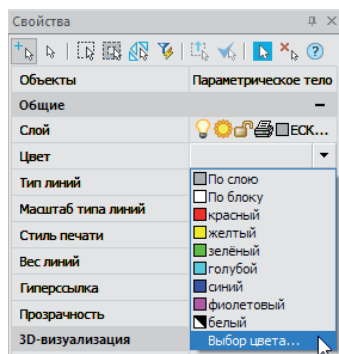 Свойства
Объекты Параметрическое тело
Общие
Слой ЕСК...
Цвет
Тип линий По слою
Масштаб типа линий По блоку
красный
Стиль печати желтый
зелёный
Вес линий голубой
синий
Гиперссылка фиолетовый
Прозрачность белый
3D-визуализация Выбор цвета...